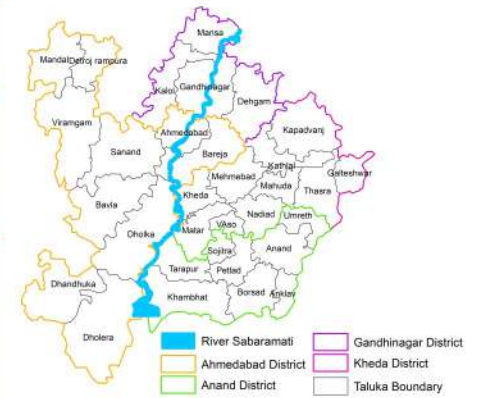 Mansa
Mandal
Detroj rampura
Kalol
Gandhinagar
Dehgam
Viramgam
Ahmedabad
Kapadvanj
Sanand
Bareja
Kathlal
Galteshwar
Mehmabad
Mahuda
Thasra
Kheda
Bavla
Nadiad
Umreth
Dholka
Matar
VAso
Sojitra
Anand
Tarapur
Petlad
Dhandhuka
Khambhat
Borsad
Anklav
Dholera
River Sabaramati
Gandhinagar District
Ahmedabad District
Kheda District
Anand District
Taluka Boundary